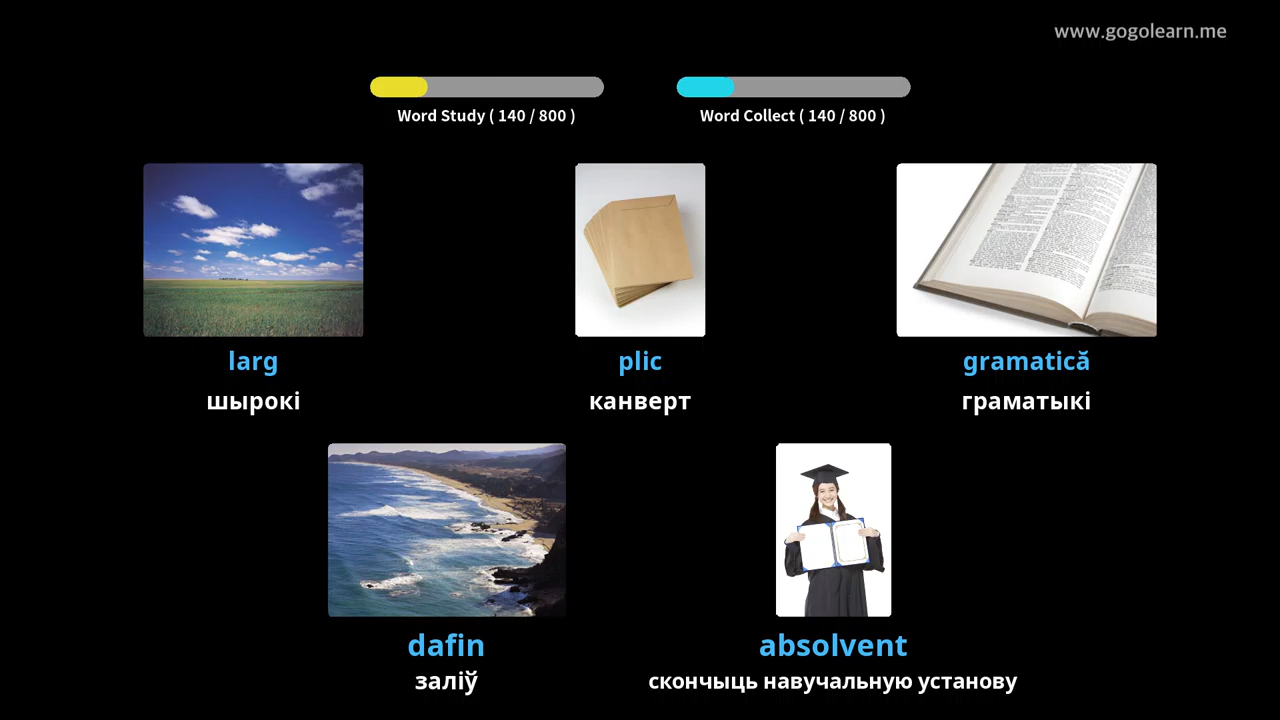 www.gogolearn.me
Word Study ( 140 / 800 )
Word Collect ( 140 / 800 )
larg
plic
gramatică
шырокі
канверт
граматыкі
dafin
absolvent
заліў
скончыць навучальную установу